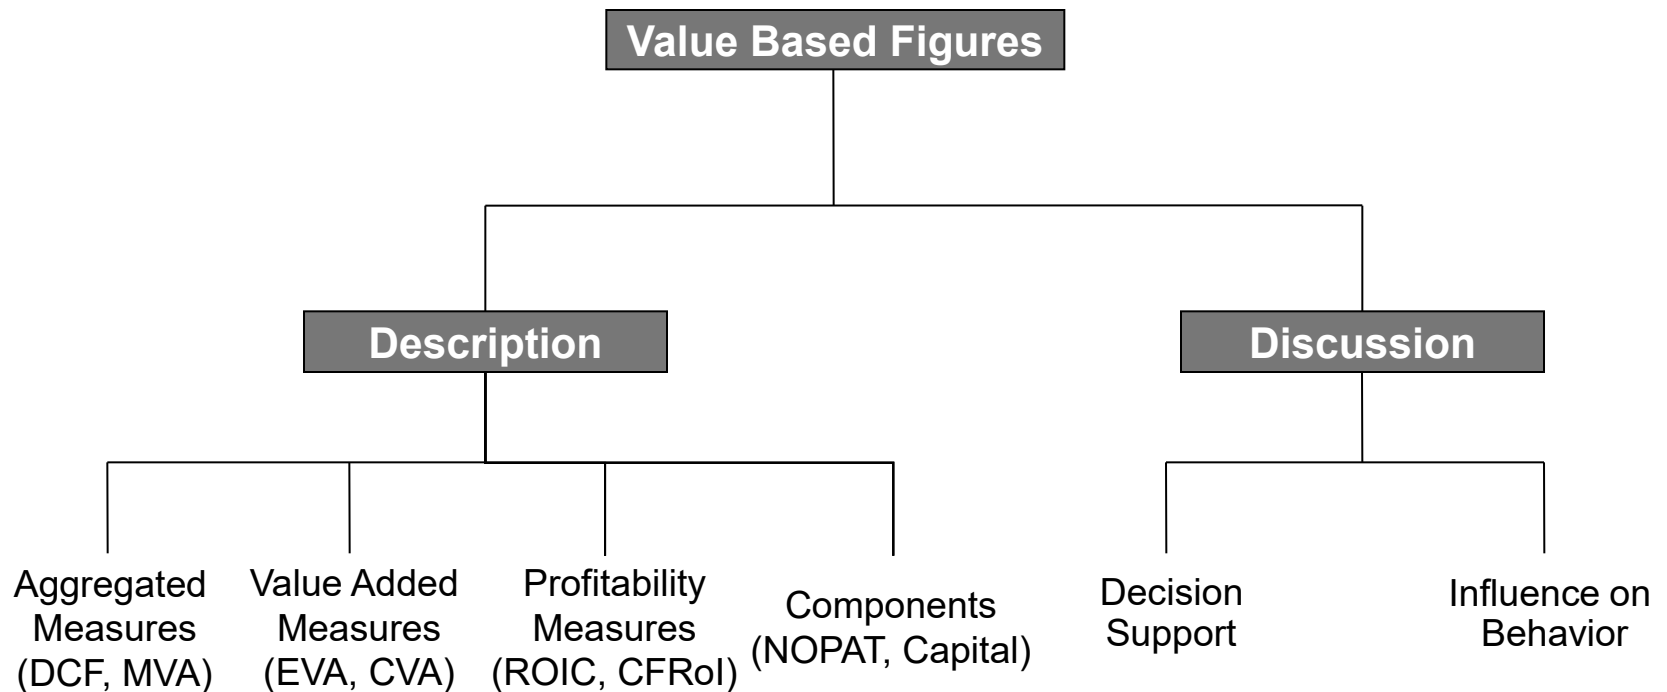 Value Based Figures
Description
Discussion
Aggregated
Measures
(DCF, MVA)
Value Added
Measures
(EVA, CVA)
Profitability
Measures
(ROIC, CFRoI)
Components
(NOPAT, Capital)
Decision
Support
Influence on
Behavior